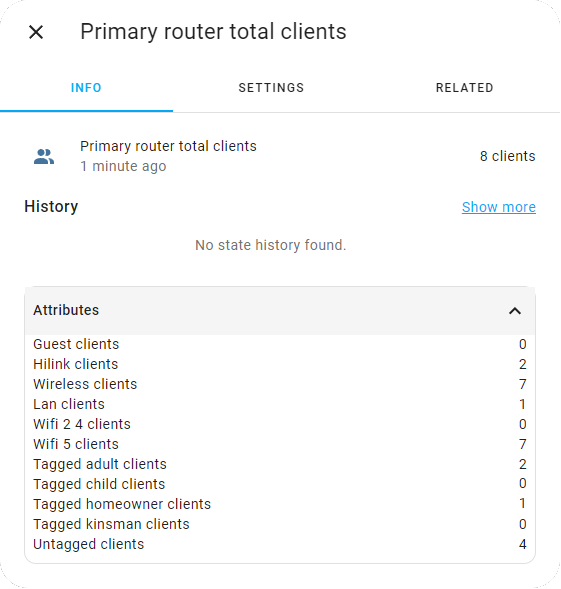 Primary router total clients
INFO SETTINGS RELATED
Primary router total clients
1 minute ago
8 clients
History Show more
No state history found.
Attributes
Guest clients 0
Hilink clients 2
Wireless clients 7
Lan clients 1
Wifi 2 4 clients 0
Wifi 5 clients 7
Tagged adult clients 2
Tagged child clients 0
Tagged homeowner clients 1
Tagged kinsman clients 0
Untagged clients 4